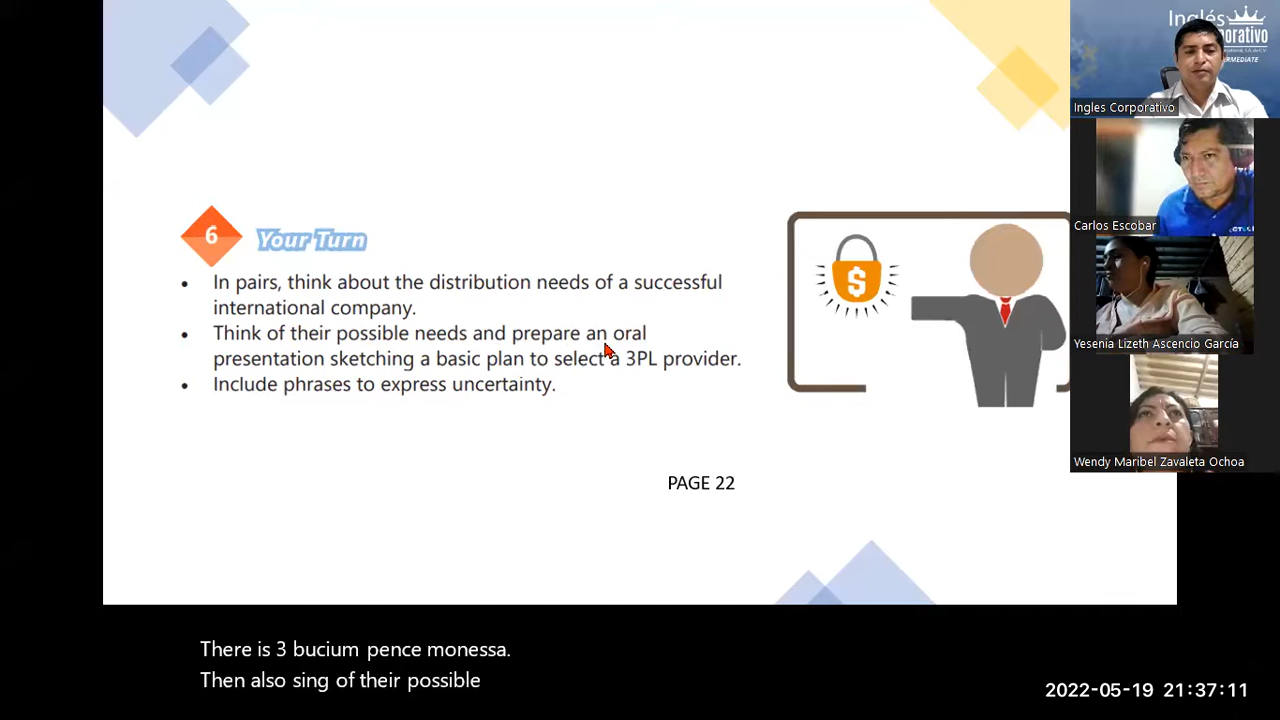 Inglés
orativo
RMEDIATE
Ingles Corporativo
Carlos Escobar
Yesenia Lizeth Ascencio García
Wendy Maribel Zavaleta Ochoa
6
Your Turn
• In pairs, think about the distribution needs of a successful
international company.
• Think of their possible needs and prepare an oral
presentation sketching a basic plan to select a 3PL provider.
• Include phrases to express uncertainty.
$
PAGE 22
There is 3 bucium pence monessa.
Then also sing of their possible
2022-05-19 21:37:11